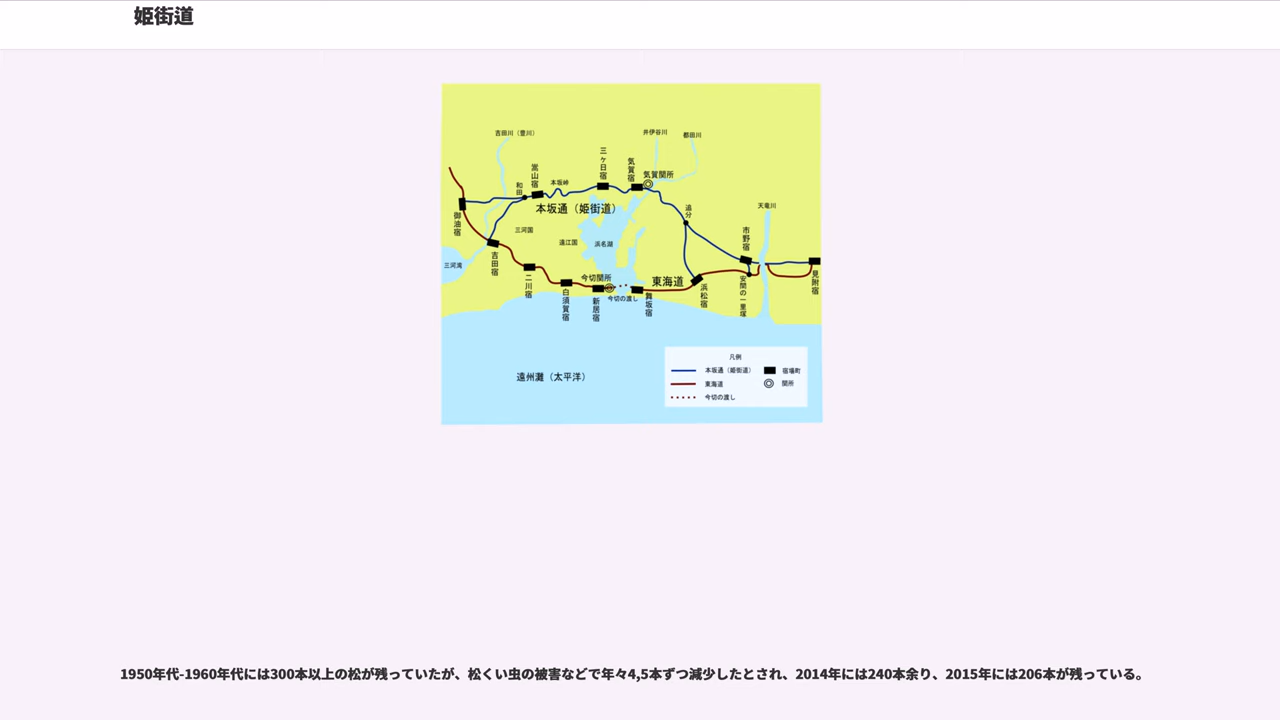 姫街道
吉田川（豊川）
井伊谷川
都田川
三ヶ日宿
気賀宿
嵩山宿
気賀関所
和田
本坂峠
御油宿
本坂通（姫街道）
追分
天竜川
三河国
遠江国
浜名湖
市野宿
三河湾
吉田宿
二川宿
今切関所
東海道
見附宿
白須賀宿
新居宿
今切の渡し
舞坂宿
浜松宿
安間の一里塚
遠州灘（太平洋）
凡例
本坂通（姫街道）
宿場町
東海道
関所
今切の渡し
1950年代-1960年代には300本以上の松が残っていたが、松くい虫の被害などで年々4,5本ずつ減少したとされ、2014年には240本余り、2015年には206本が残っている。